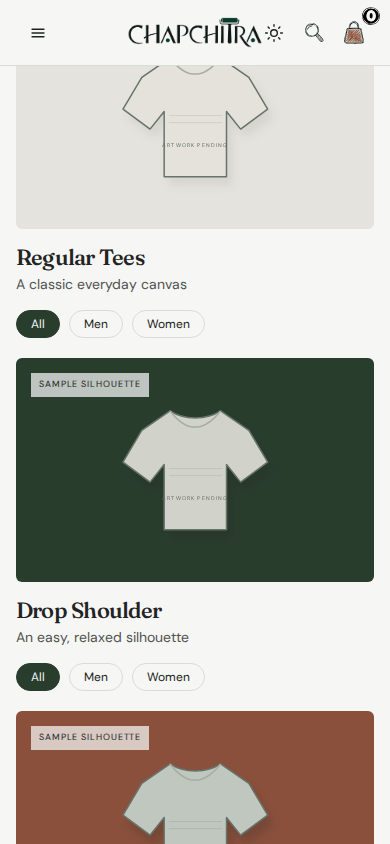 CHAPCHITRA
0
ARTWORK PENDING
Regular Tees
A classic everyday canvas
All
Men
Women
SAMPLE SILHOUETTE
ARTWORK PENDING
Drop Shoulder
An easy, relaxed silhouette
All
Men
Women
SAMPLE SILHOUETTE